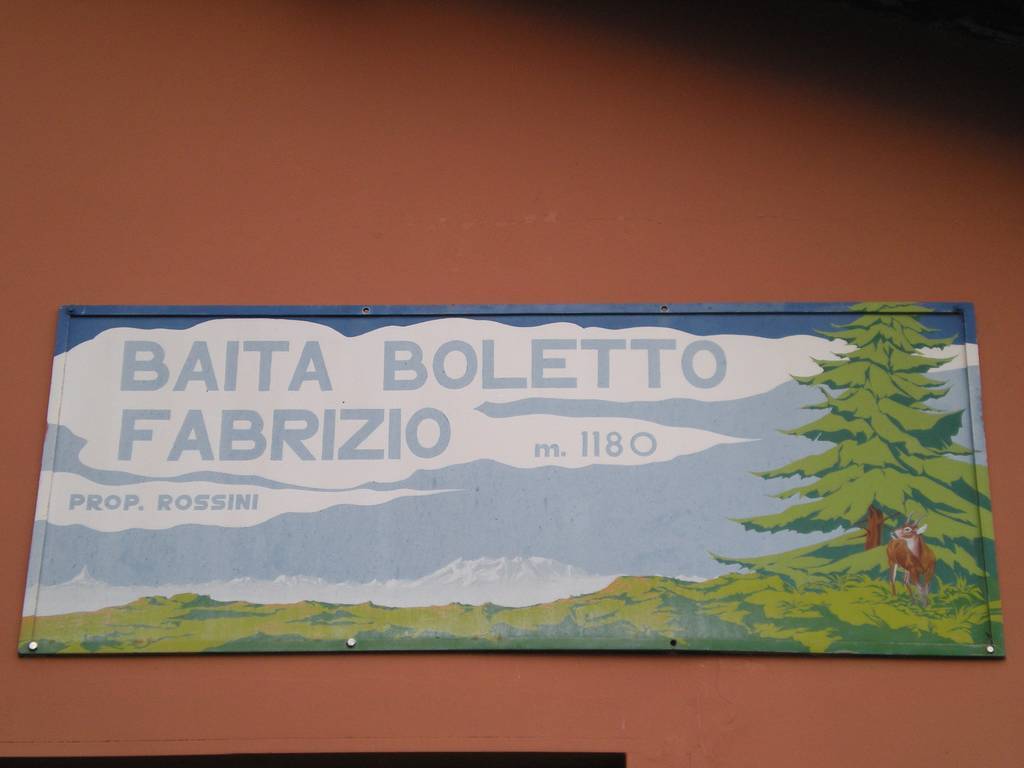 BAITA BOLETTO
FABRIZIO m. 1180
PROP. ROSSINI